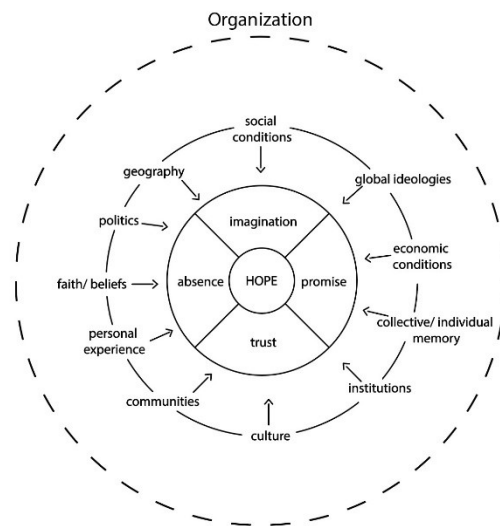 Organization
social
conditions
geography
global ideologies
politics
imagination
economic
conditions
faith/ beliefs
absence
HOPE
promise
personal
experience
collective/ individual
memory
trust
communities
institutions
culture